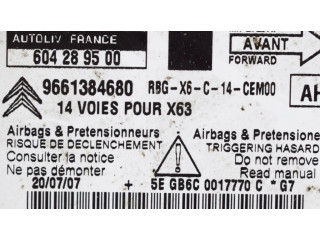 AUTOLIV FRANCE
604 28 95 00
AVANT
FORWARD
9661384680 RBG-X6-C-14-CEM00
14 VOIES POUR X63
Airbags & Pretensionneurs
RISQUE DE DECLENCHEMENT
Consulter la notice
Ne pas démonter
Airbags & Pretensione
TRIGGERING HASARD
Do not remove
Read manual
20/07/07 + 5E GB6C 0017770 C * G7